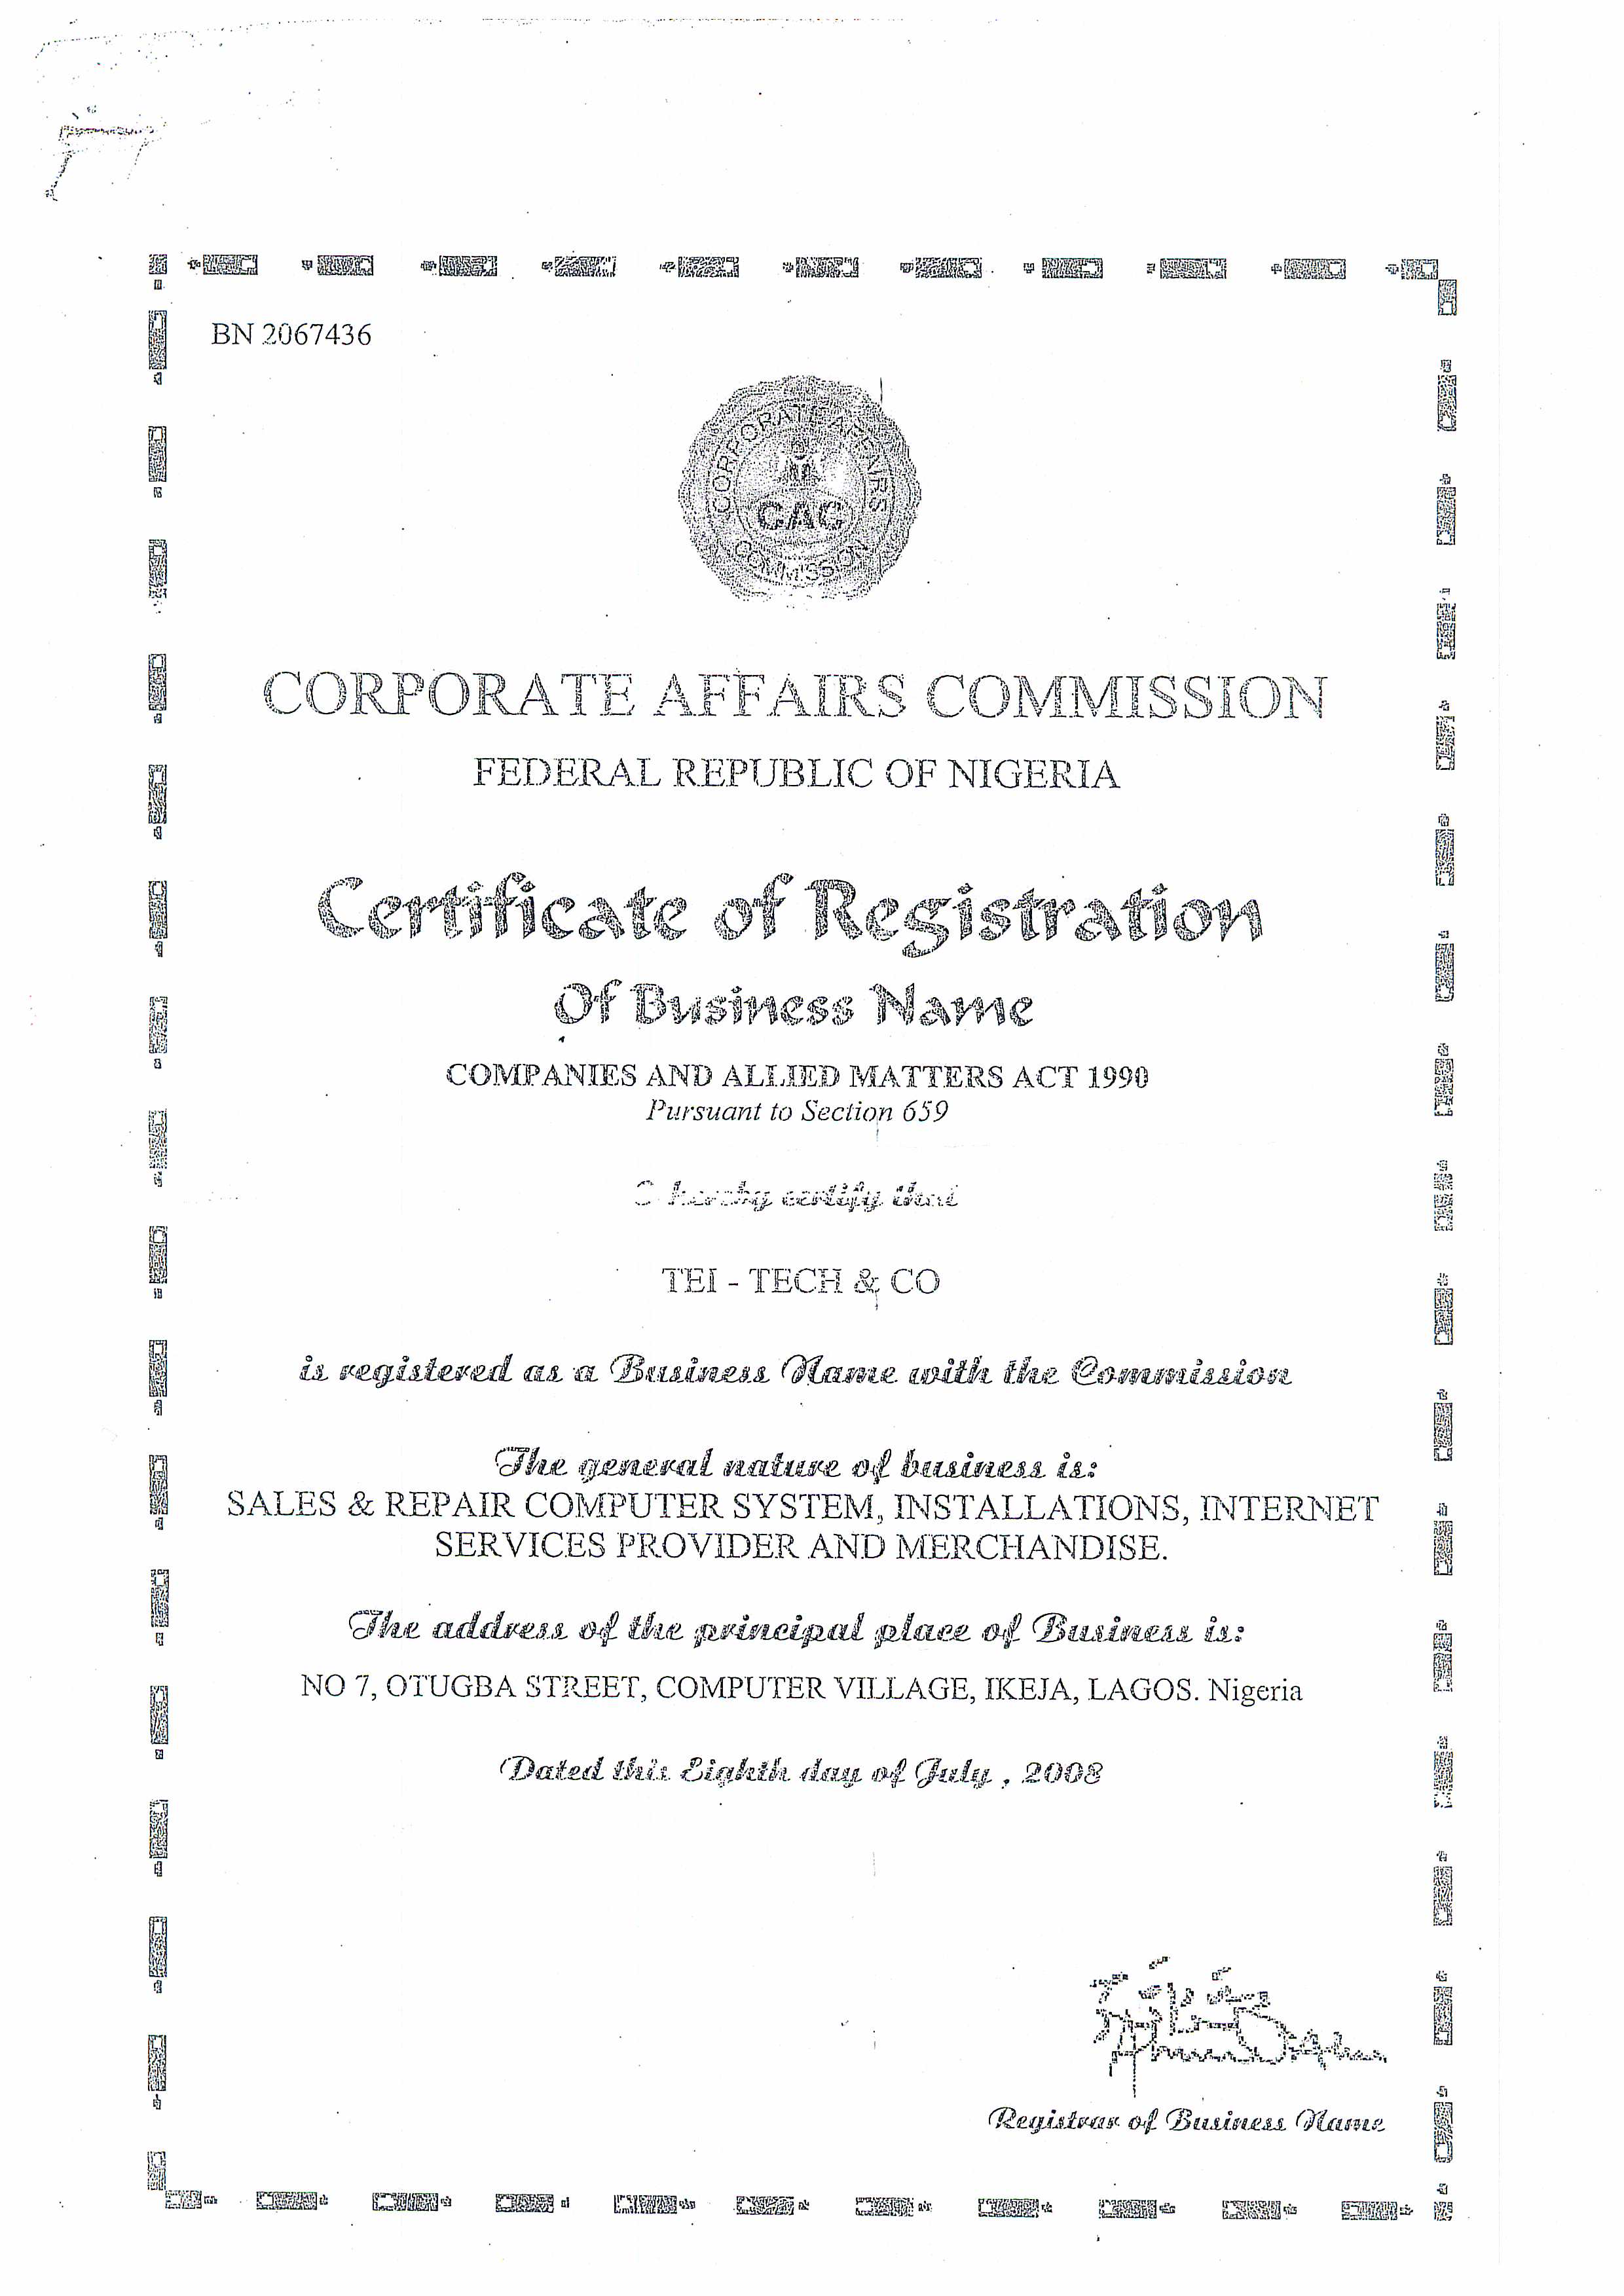 BN 2067436
CORPORATE AFFAIRS
CAC
COMMISSION
CORPORATE AFFAIRS COMMISSION
FEDERAL REPUBLIC OF NIGERIA
Certificate of Registration
Of Business Name
COMPANIES AND ALLIED MATTERS ACT 1990
Pursuant to Section 659
I hereby certify that
TEI - TECH & CO
is registered as a Business Name with the Commission
The general nature of business is:
SALES & REPAIR COMPUTER SYSTEM, INSTALLATIONS, INTERNET
SERVICES PROVIDER AND MERCHANDISE.
The address of the principal place of Business is:
NO 7, OTUGBA STREET, COMPUTER VILLAGE, IKEJA, LAGOS. Nigeria
Dated this Eighth day of July , 2008
Registrar of Business Name